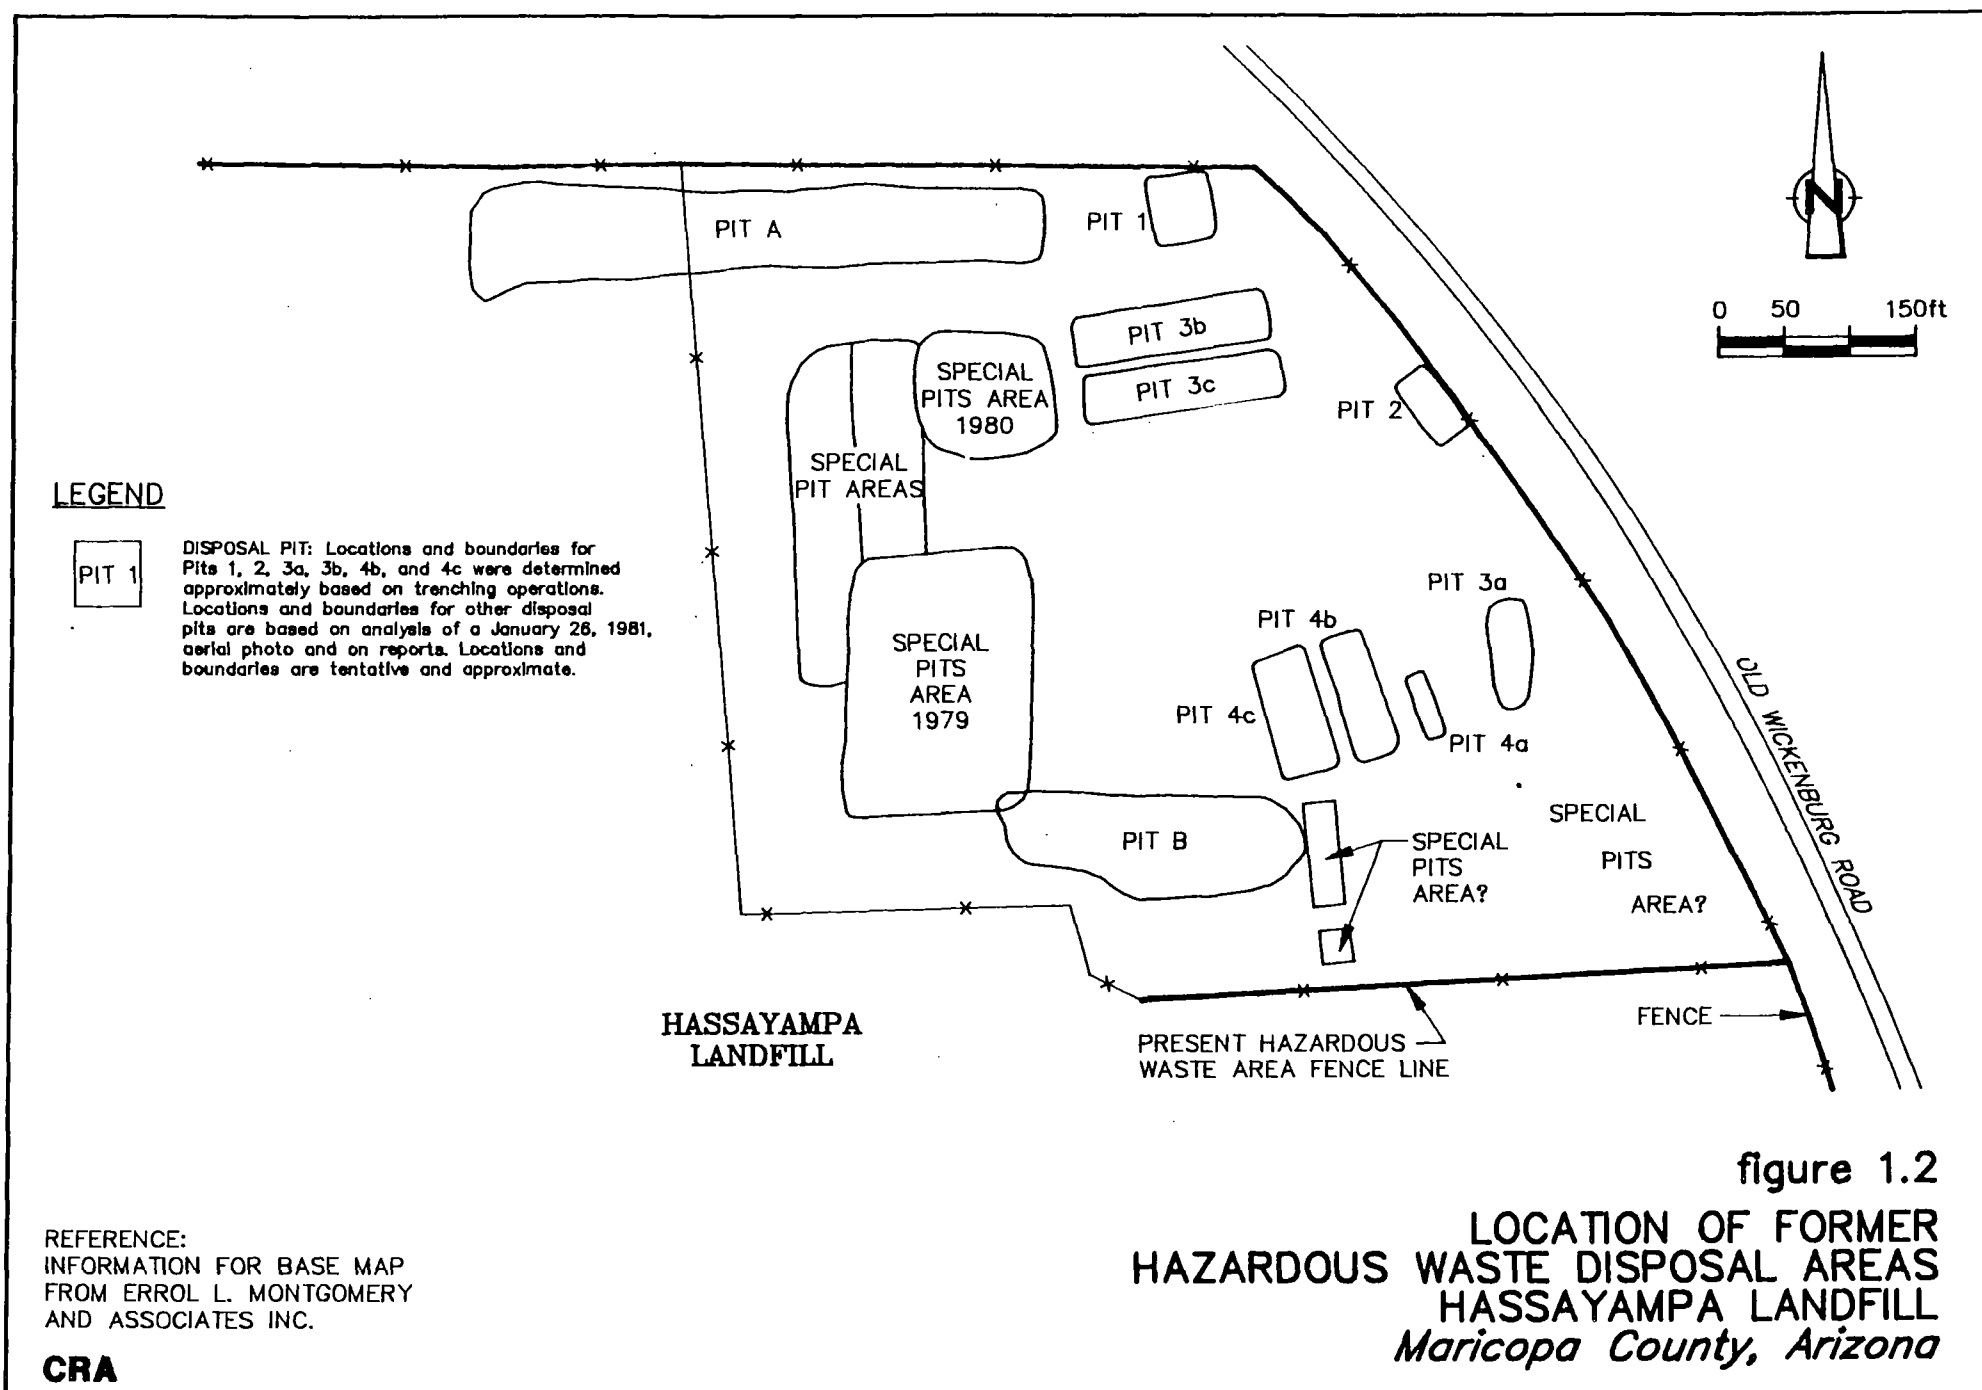 PIT A
PIT 1
N
0 50 150ft
PIT 3b
PIT 3c
SPECIAL
PITS AREA
1980
PIT 2
SPECIAL
PIT AREAS
LEGEND
PIT 1
DISPOSAL PIT: Locations and boundaries for
Pits 1, 2, 3a, 3b, 4b, and 4c were determined
approximately based on trenching operations.
Locations and boundaries for other disposal
pits are based on analysis of a January 26, 1981,
aerial photo and on reports. Locations and
boundaries are tentative and approximate.
PIT 3a
PIT 4b
SPECIAL
PITS
AREA
1979
PIT 4c
PIT 4a
OLD WICKENBURG ROAD
PIT B
SPECIAL
PITS
AREA?
SPECIAL
PITS
AREA?
HASSAYAMPA
LANDFILL
PRESENT HAZARDOUS
WASTE AREA FENCE LINE
FENCE
figure 1.2
LOCATION OF FORMER
HAZARDOUS WASTE DISPOSAL AREAS
HASSAYAMPA LANDFILL
Maricopa County, Arizona
REFERENCE:
INFORMATION FOR BASE MAP
FROM ERROL L. MONTGOMERY
AND ASSOCIATES INC.
CRA